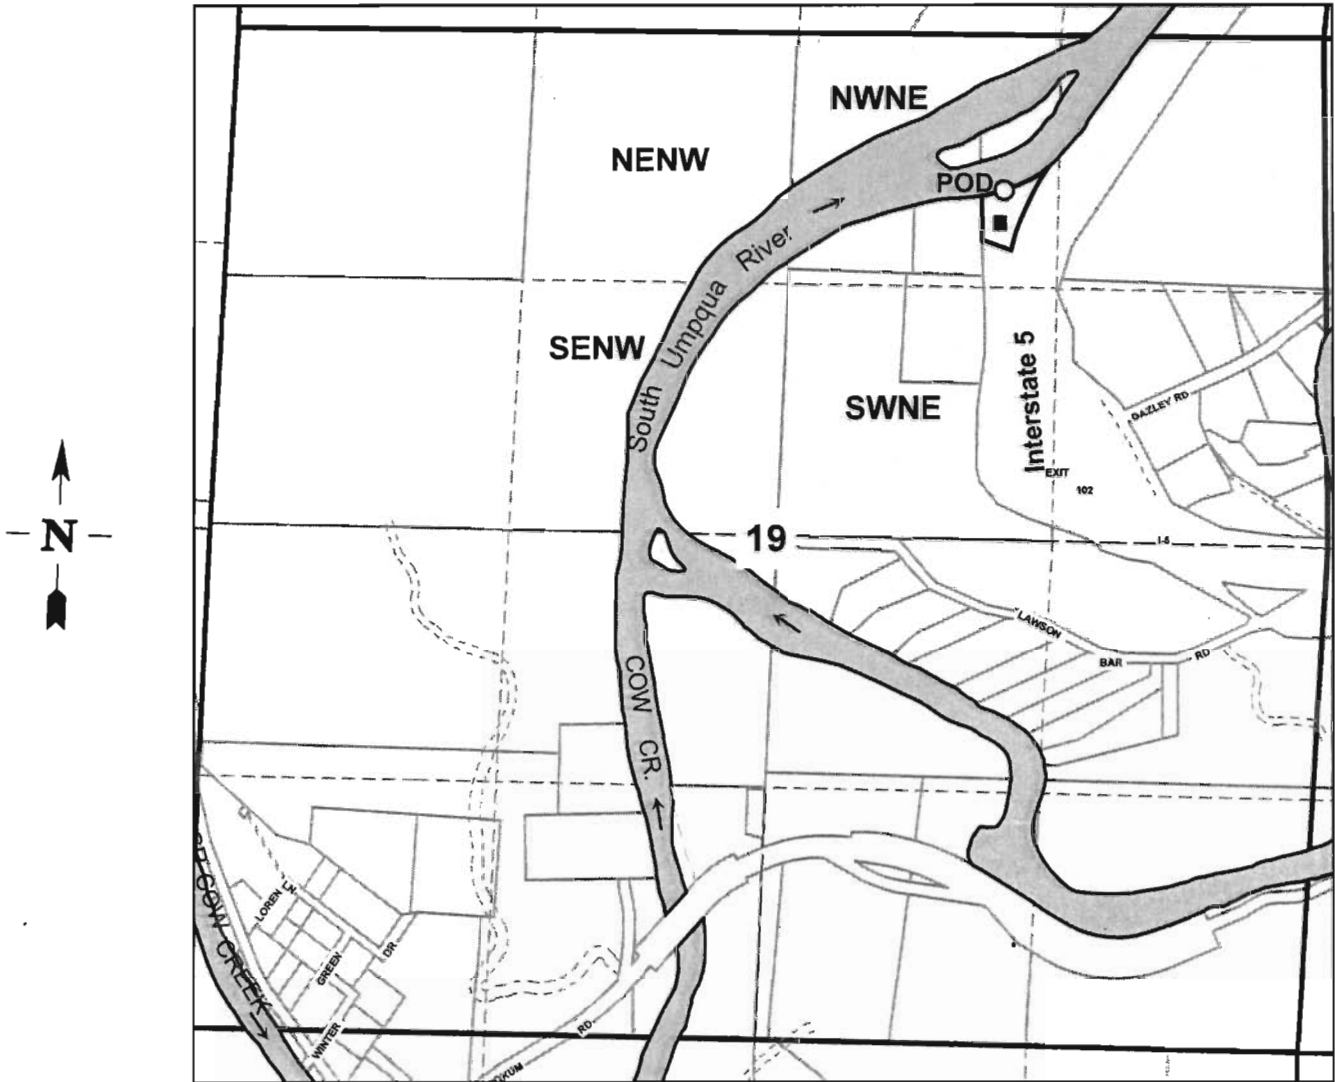 NWNE
NENW
POD
South Umpqua River
SENW
SWNE
Interstate 5
DAZLEY RD
EXIT
102
N
19
I-5
LAWSON
BAR
RD
COW CR.
COW CREEK
LOREN
LN
GREEN
DR
WINTER
RD